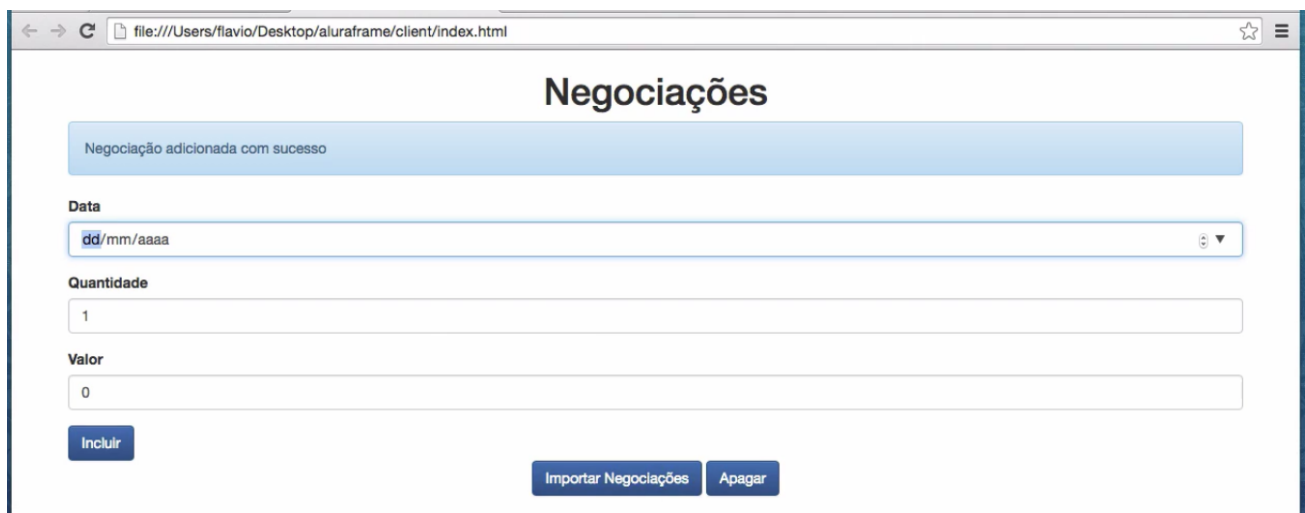 file:///Users/flavio/Desktop/aluraframe/client/index.html
Negociações
Negociação adicionada com sucesso
Data
dd/mm/aaaa
Quantidade
1
Valor
0
Incluir
Importar Negociações Apagar